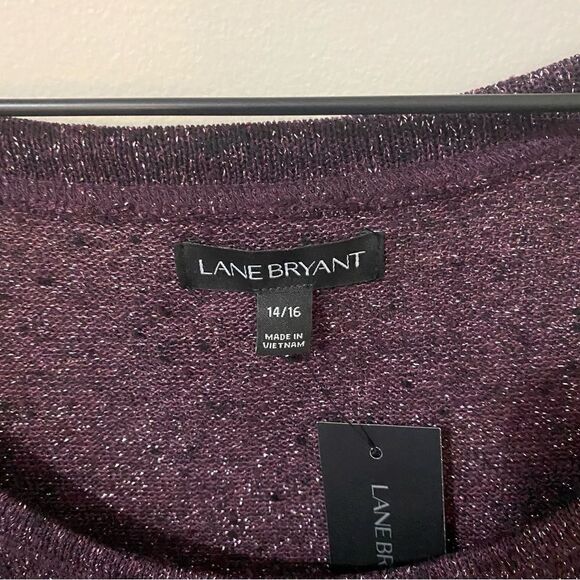 LANE BRYANT
14/16
MADE IN
VIETNAM
LANE BR